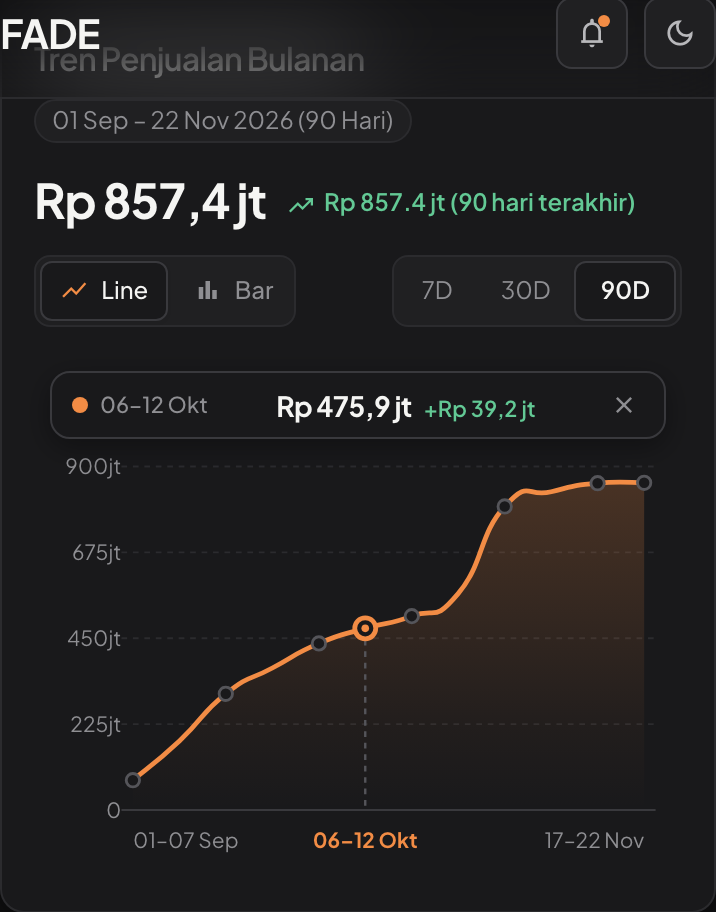 FADE
Tren Penjualan Bulanan
01 Sep – 22 Nov 2026 (90 Hari)
Rp 857,4 jt Rp 857.4 jt (90 hari terakhir)
Line Bar 7D 30D 90D
06–12 Okt Rp 475,9 jt +Rp 39,2 jt
900jt
675jt
450jt
225jt
0
01–07 Sep 06–12 Okt 17–22 Nov